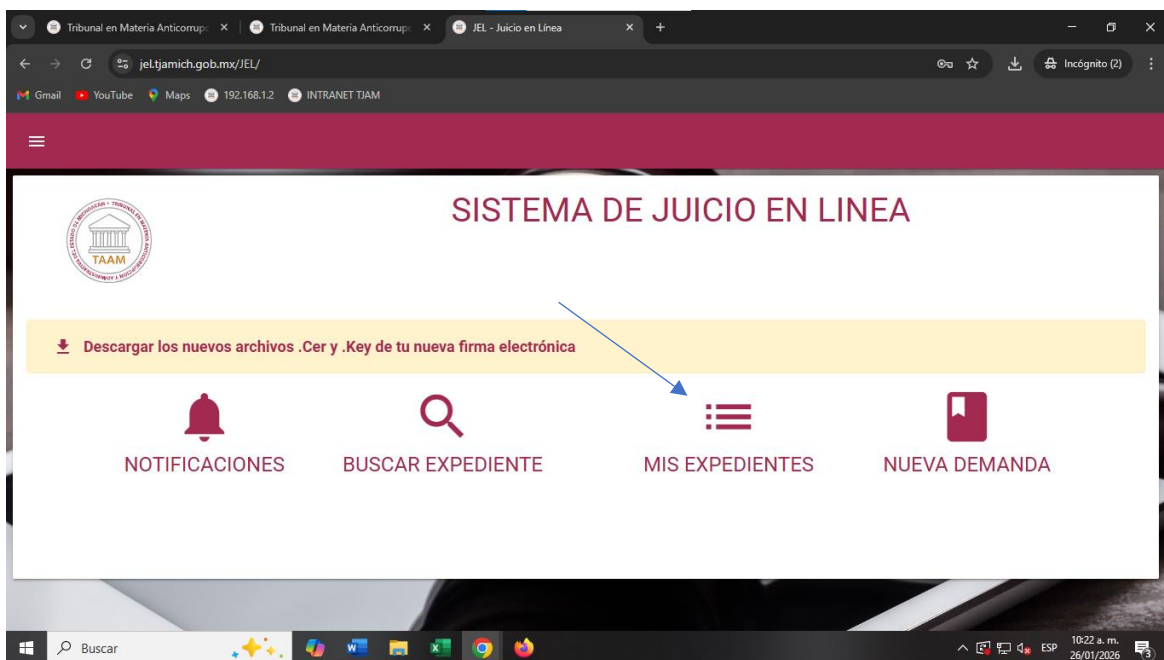 Tribunal en Materia Anticorrupc
Tribunal en Materia Anticorrupc
JEL - Juicio en Línea
jel.tjamich.gob.mx/JEL/
Incógnito (2)
Gmail
YouTube
Maps
192.168.1.2
INTRANET TJAM
SISTEMA DE JUICIO EN LINEA
TAAM
Descargar los nuevos archivos .Cer y .Key de tu nueva firma electrónica
NOTIFICACIONES
BUSCAR EXPEDIENTE
MIS EXPEDIENTES
NUEVA DEMANDA
Buscar
ESP
10:22 a. m.
26/01/2026
3